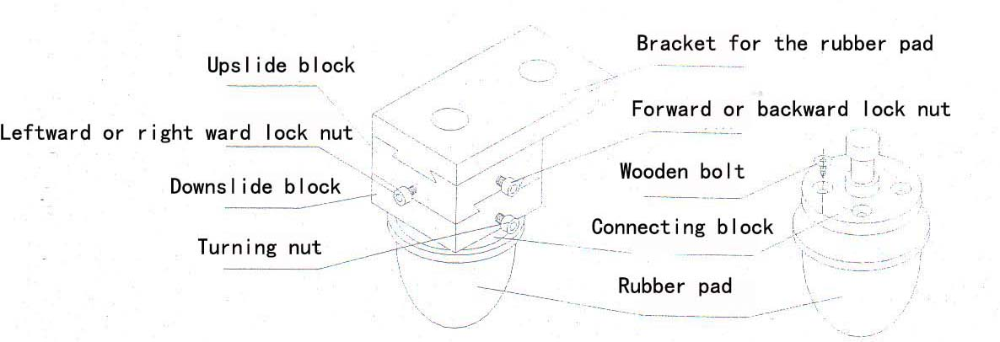 Bracket for the rubber pad
Upslide block
Forward or backward lock nut
Leftward or right ward lock nut
Wooden bolt
Downslide block
Connecting block
Turning nut
Rubber pad